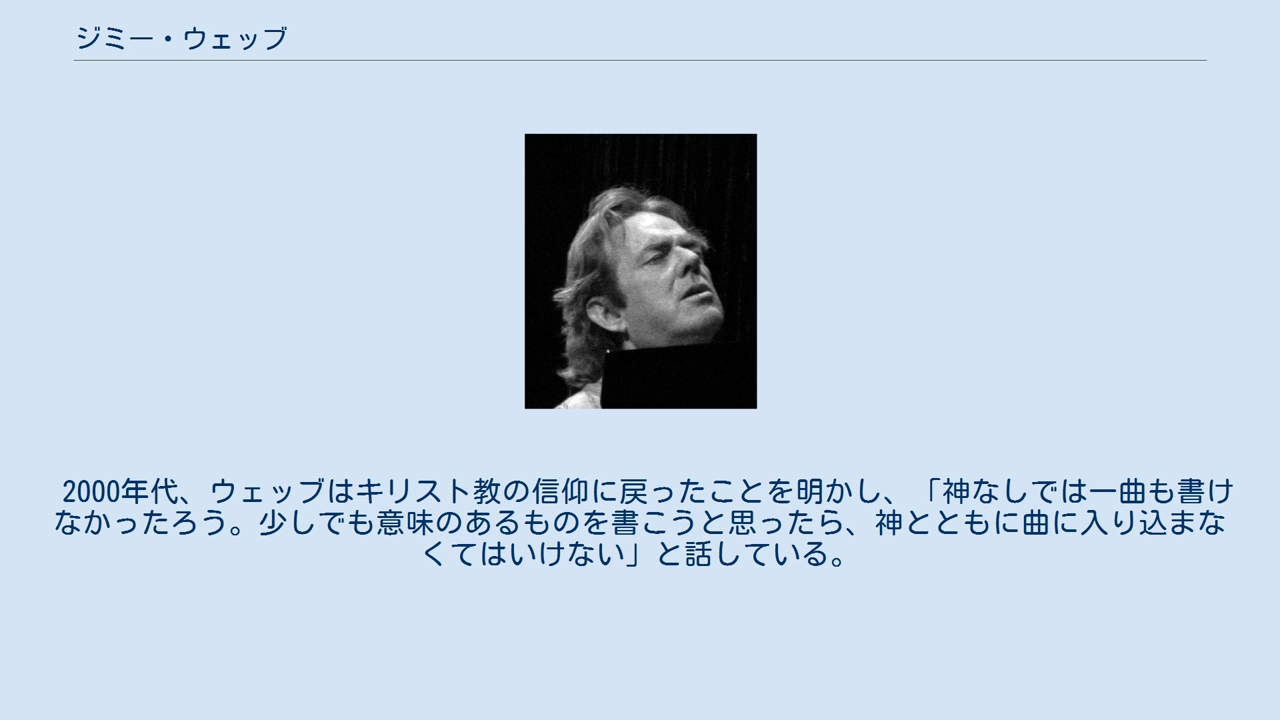 ジミー・ウェッブ
2000年代、ウェッブはキリスト教の信仰に戻ったことを明かし、「神なしでは一曲も書け
なかったろう。少しでも意味のあるものを書こうと思ったら、神とともに曲に入り込まな
くてはいけない」と話している。